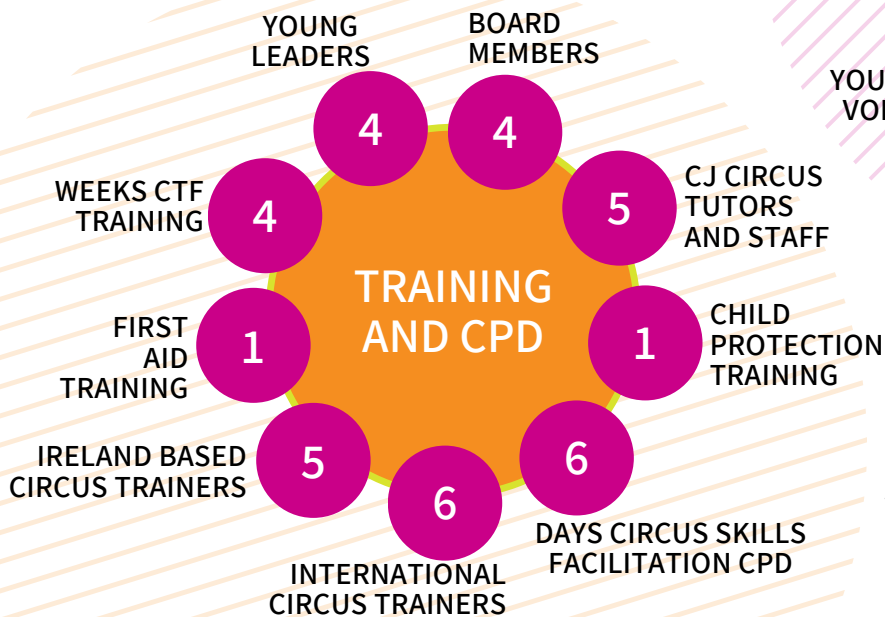 YOUNG
LEADERS
4
BOARD
MEMBERS
4
CJ CIRCUS
TUTORS
AND STAFF
5
CHILD
PROTECTION
TRAINING
1
DAYS CIRCUS SKILLS
FACILITATION CPD
6
INTERNATIONAL
CIRCUS TRAINERS
6
IRELAND BASED
CIRCUS TRAINERS
5
FIRST
AID
TRAINING
1
WEEKS CTF
TRAINING
4
TRAINING
AND CPD